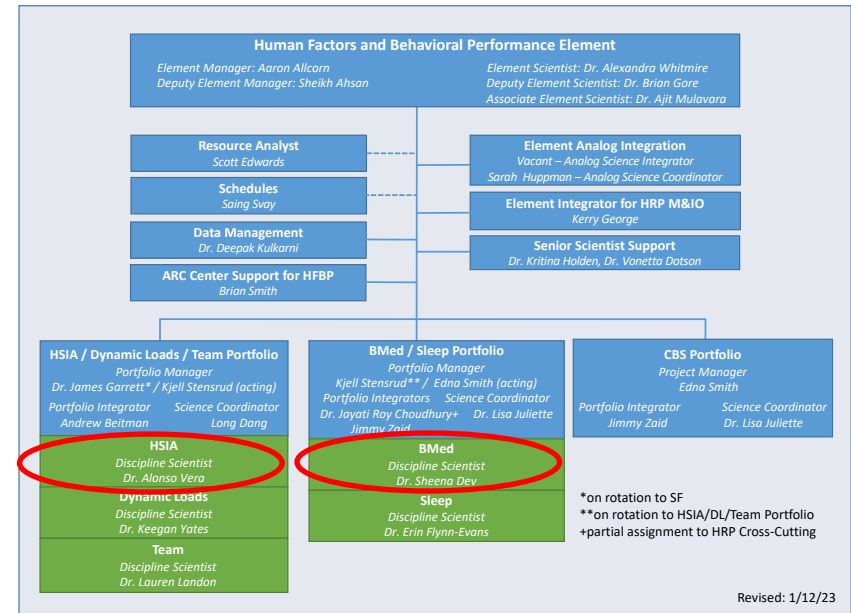 Human Factors and Behavioral Performance Element
Element Manager: Aaron Allcorn
Deputy Element Manager: Sheikh Ahsan
Element Scientist: Dr. Alexandra Whitmire
Deputy Element Scientist: Dr. Brian Gore
Associate Element Scientist: Dr. Ajit Mulavara
Resource Analyst
Scott Edwards
Schedules
Saing Svay
Data Management
Dr. Deepak Kulkarni
ARC Center Support for HFBP
Brian Smith
Element Analog Integration
Vacant – Analog Science Integrator
Sarah Huppman – Analog Science Coordinator
Element Integrator for HRP M&IO
Kerry George
Senior Scientist Support
Dr. Kritina Holden, Dr. Vonetta Dotson
HSIA / Dynamic Loads / Team Portfolio
Portfolio Manager
Dr. James Garrett* / Kjell Stensrud (acting)
Portfolio Integrator Science Coordinator
Andrew Beitman Long Dang
HSIA
Discipline Scientist
Dr. Alonso Vera
Dynamic Loads
Discipline Scientist
Dr. Keegan Yates
Team
Discipline Scientist
Dr. Lauren Landon
BMed / Sleep Portfolio
Portfolio Manager
Kjell Stensrud** / Edna Smith (acting)
Portfolio Integrators Science Coordinator
Dr. Jayati Roy Choudhury+ Dr. Lisa Juliette
Jimmy Zaid
BMed
Discipline Scientist
Dr. Sheena Dev
Sleep
Discipline Scientist
Dr. Erin Flynn-Evans
CBS Portfolio
Project Manager
Edna Smith
Portfolio Integrator Science Coordinator
Jimmy Zaid Dr. Lisa Juliette
*on rotation to SF
**on rotation to HSIA/DL/Team Portfolio
+partial assignment to HRP Cross-Cutting
Revised: 1/12/23